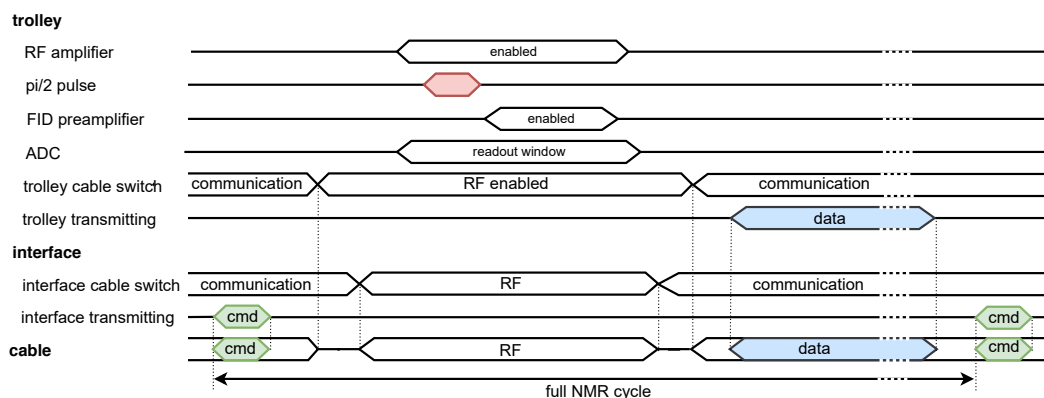 trolley
RF amplifier enabled
pi/2 pulse
FID preamplifier enabled
ADC readout window
trolley cable switch communication RF enabled communication
trolley transmitting data
interface
interface cable switch communication RF communication
interface transmitting cmd cmd
cable cmd RF data cmd
full NMR cycle